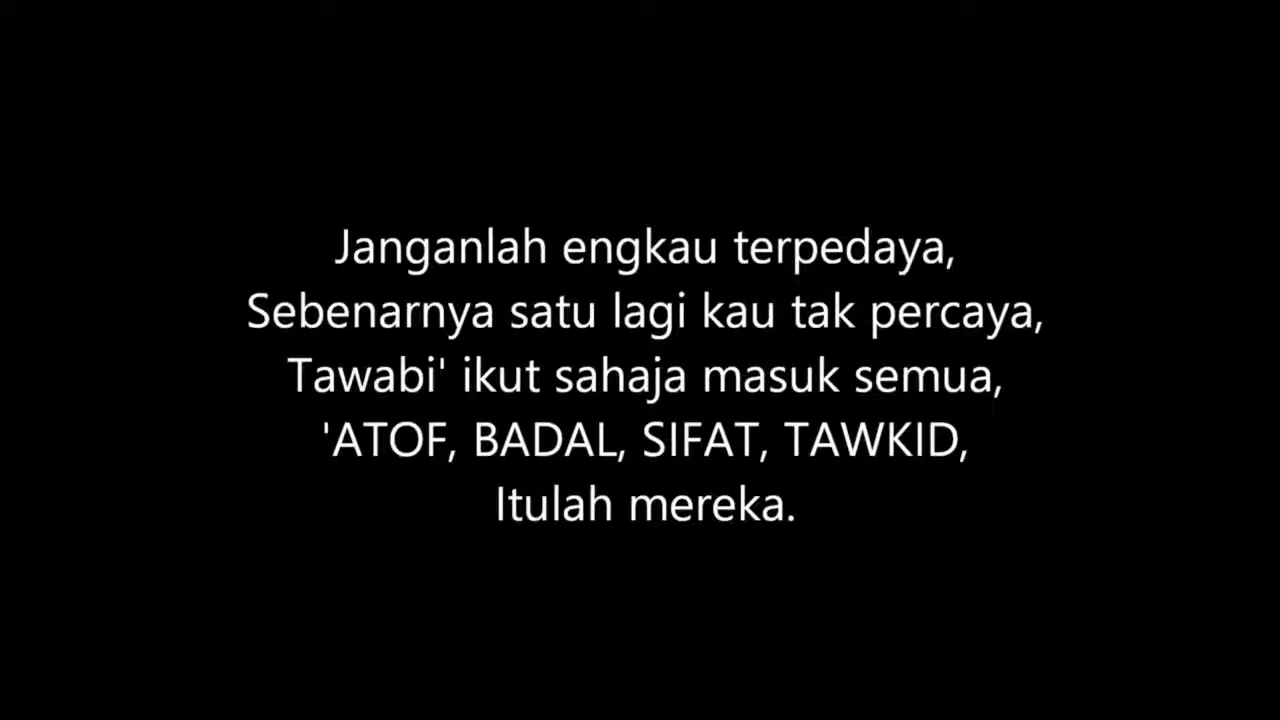 Janganlah engkau terpedaya,
Sebenarnya satu lagi kau tak percaya,
Tawabi' ikut sahaja masuk semua,
'ATOF, BADAL, SIFAT, TAWKID,
Itulah mereka.